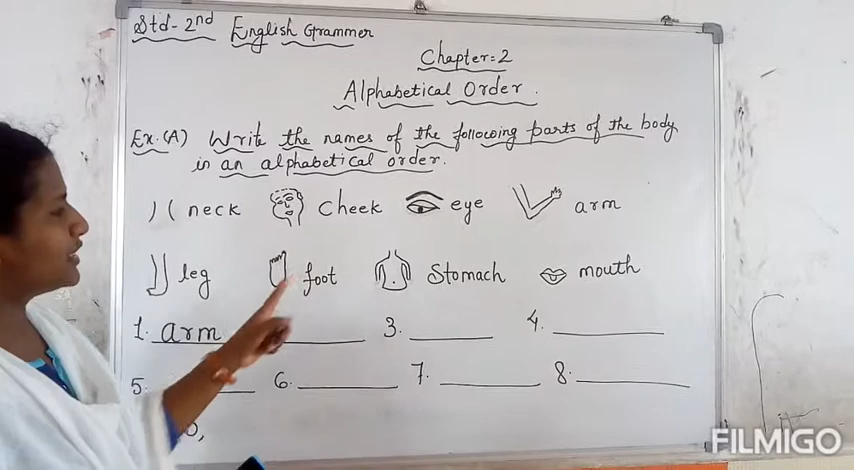 Std- 2nd English Grammer
Chapter:2
Alphabetical Order.
Ex.(A) Write the names of the following parts of the body
in an alphabetical order.
neck cheek eye arm
leg foot Stomach mouth
1. arm 3. 4.
5. 6. 7. 8.
FILMIGO